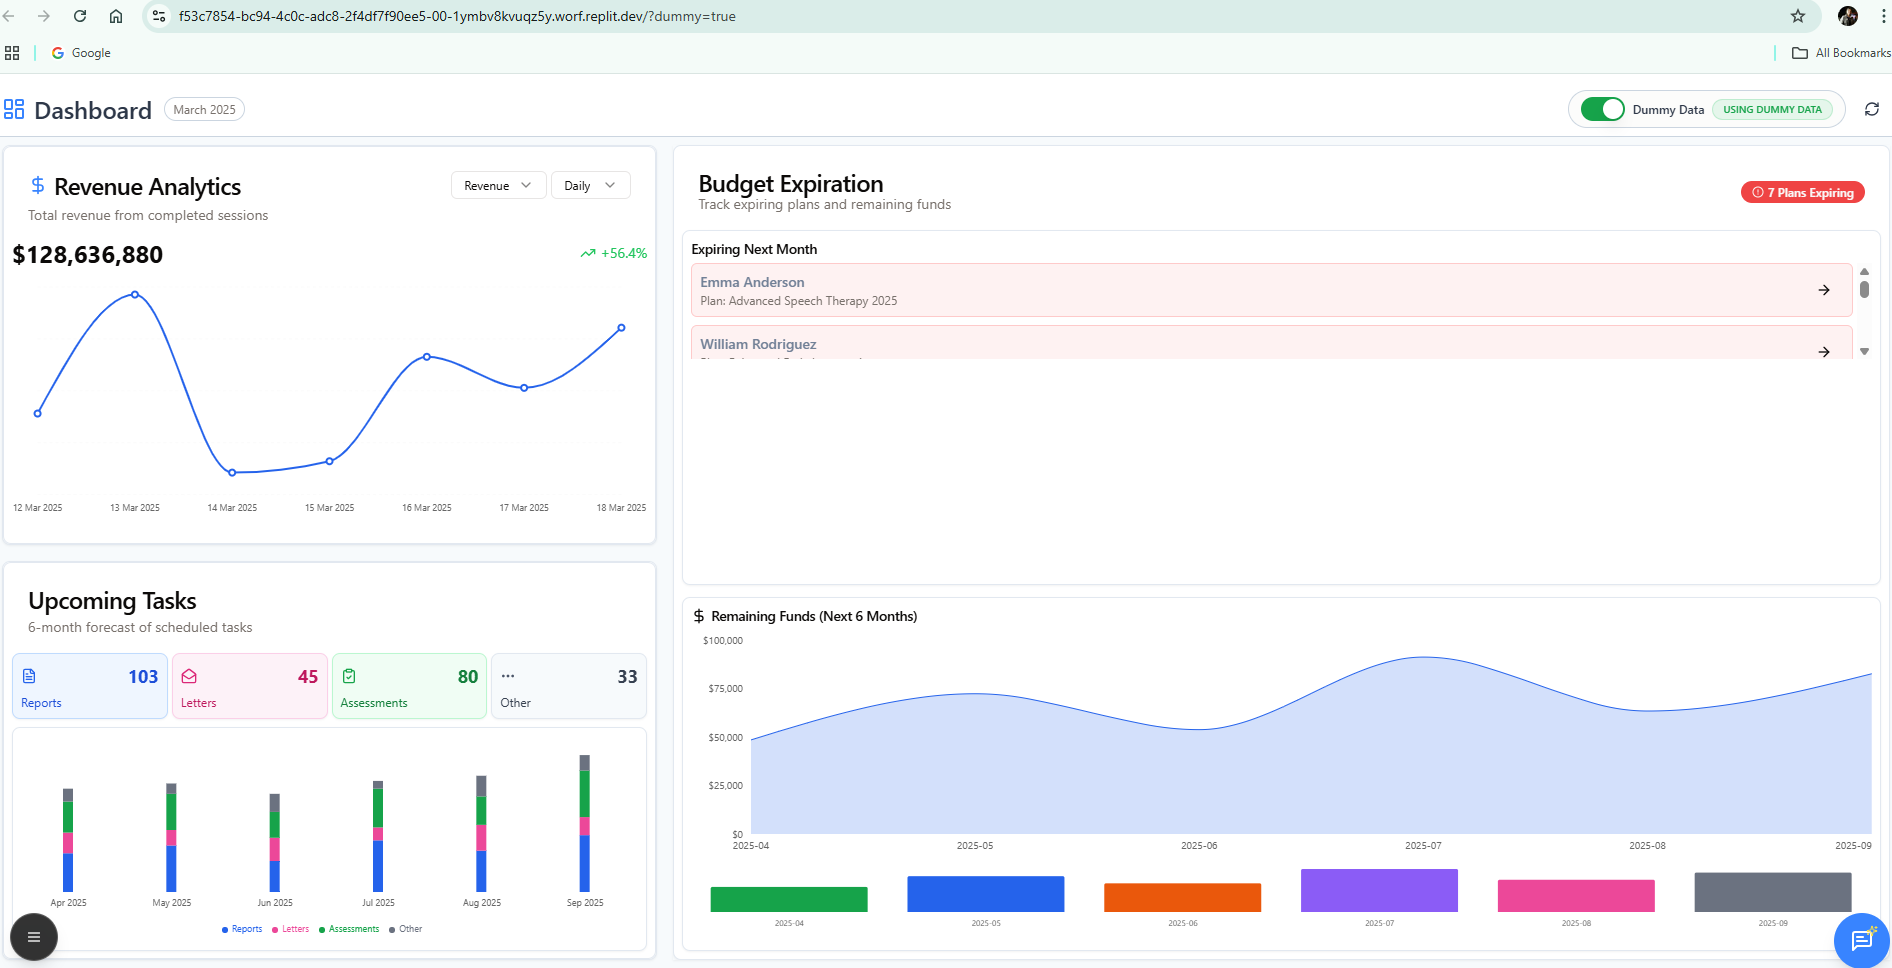 f53c7854-bc94-4c0c-adc8-2f4df7f90ee5-00-1ymbv8kvuqz5y.worf.replit.dev/?dummy=true
Google
All Bookmarks
Dashboard
March 2025
Dummy Data
USING DUMMY DATA
Revenue Analytics
Revenue
Daily
Total revenue from completed sessions
$128,636,880
+56.4%
12 Mar 2025
13 Mar 2025
14 Mar 2025
15 Mar 2025
16 Mar 2025
17 Mar 2025
18 Mar 2025
Upcoming Tasks
6-month forecast of scheduled tasks
103
Reports
45
Letters
80
Assessments
33
Other
Apr 2025
May 2025
Jun 2025
Jul 2025
Aug 2025
Sep 2025
Reports
Letters
Assessments
Other
Budget Expiration
Track expiring plans and remaining funds
7 Plans Expiring
Expiring Next Month
Emma Anderson
Plan: Advanced Speech Therapy 2025
William Rodriguez
Remaining Funds (Next 6 Months)
$100,000
$75,000
$50,000
$25,000
$0
2025-04
2025-05
2025-06
2025-07
2025-08
2025-09
2025-04
2025-05
2025-06
2025-07
2025-08
2025-09